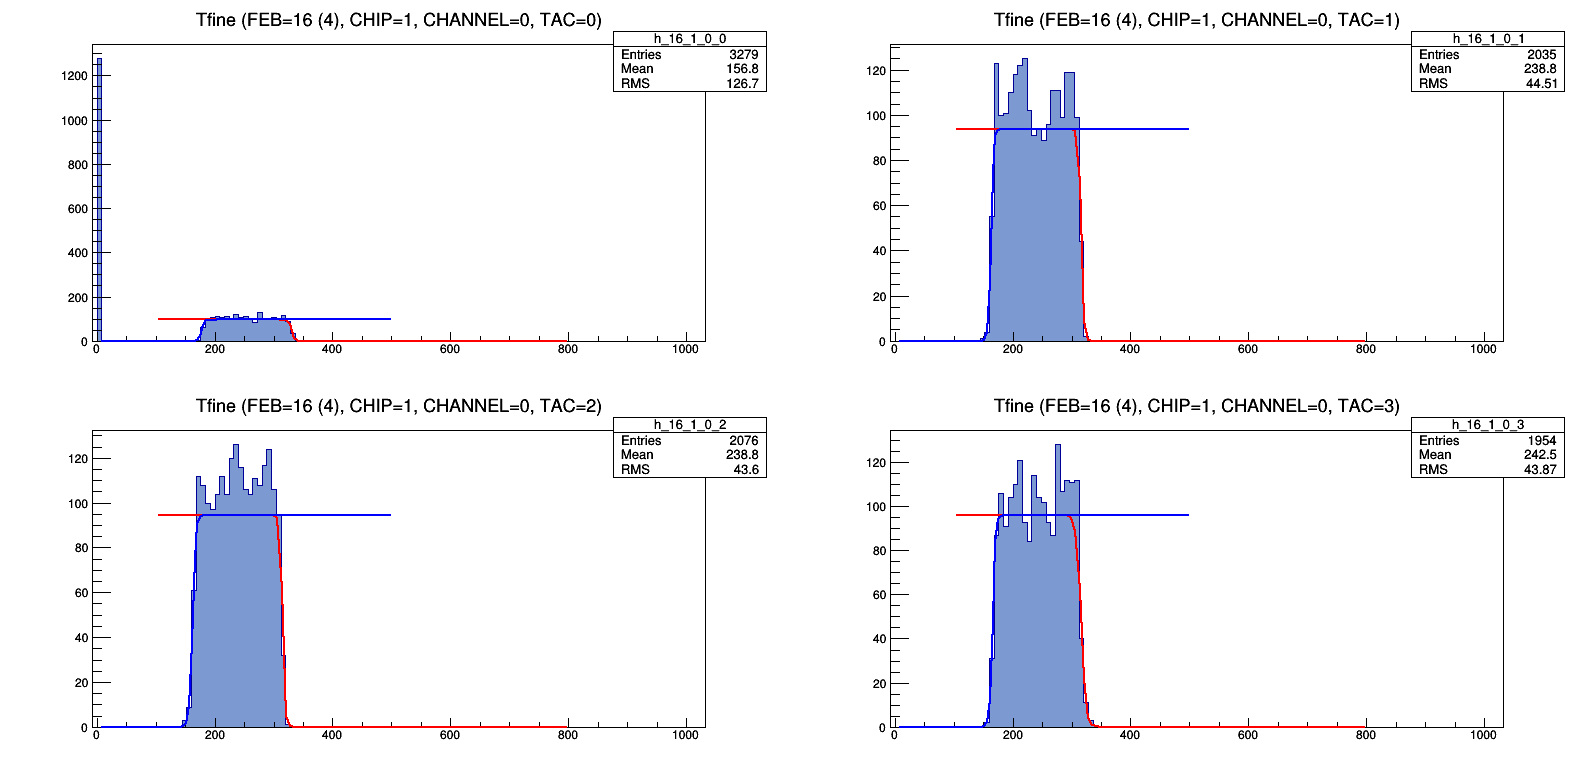 Tfine (FEB=16 (4), CHIP=1, CHANNEL=0, TAC=0)
h_16_1_0_0
Entries 3279
Mean 156.8
RMS 126.7
1200
1000
800
600
400
200
0
0 200 400 600 800 1000
Tfine (FEB=16 (4), CHIP=1, CHANNEL=0, TAC=1)
h_16_1_0_1
Entries 2035
Mean 238.8
RMS 44.51
120
100
80
60
40
20
0
0 200 400 600 800 1000
Tfine (FEB=16 (4), CHIP=1, CHANNEL=0, TAC=2)
h_16_1_0_2
Entries 2076
Mean 238.8
RMS 43.6
120
100
80
60
40
20
0
0 200 400 600 800 1000
Tfine (FEB=16 (4), CHIP=1, CHANNEL=0, TAC=3)
h_16_1_0_3
Entries 1954
Mean 242.5
RMS 43.87
120
100
80
60
40
20
0
0 200 400 600 800 1000